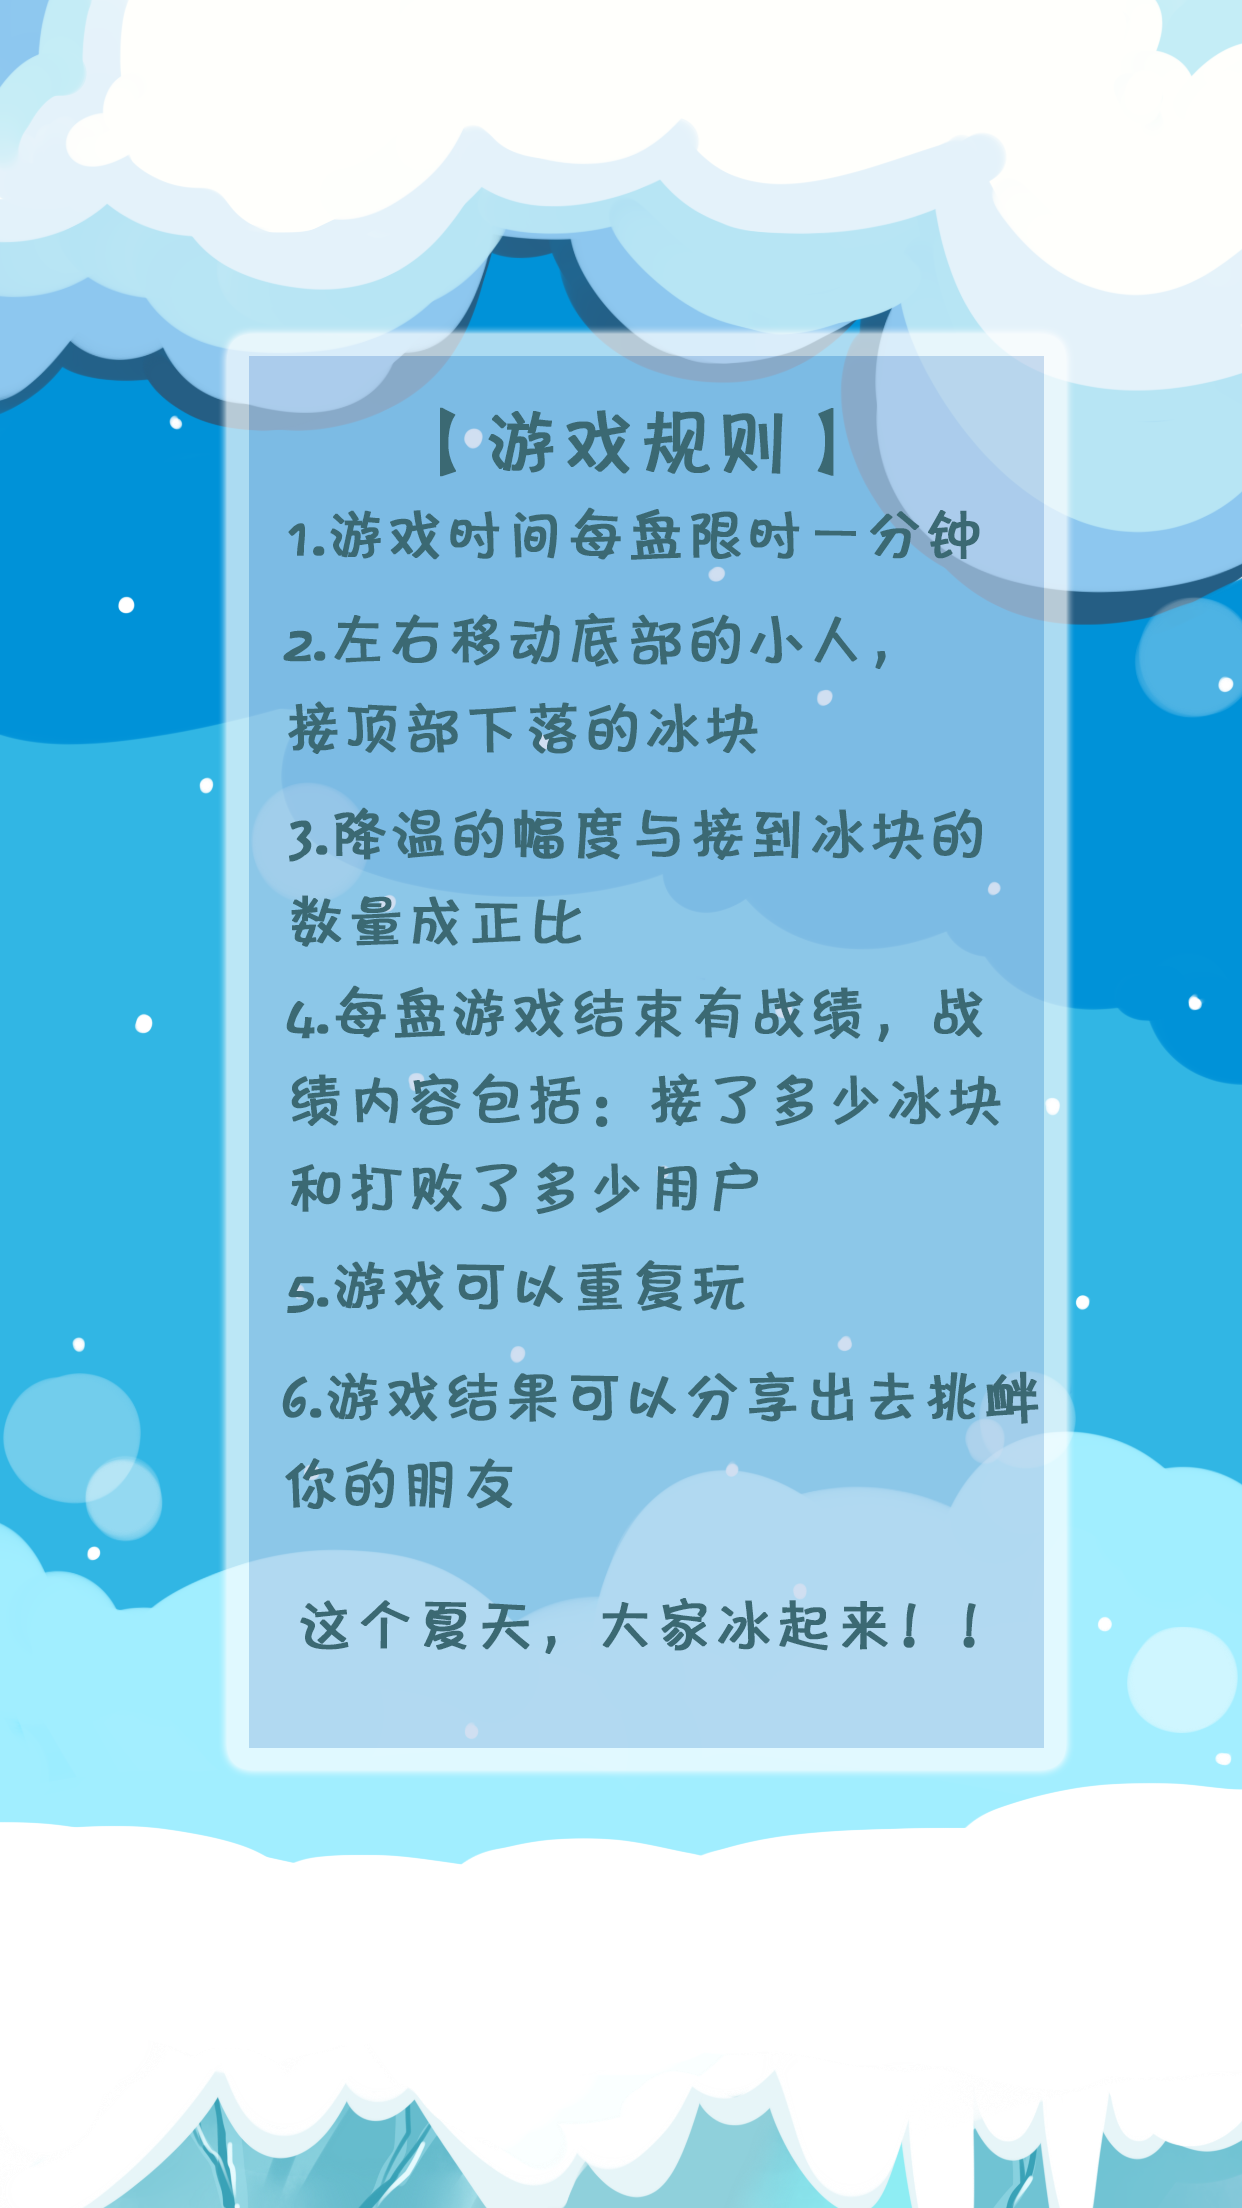 【游戏规则】
1.游戏时间每盘限时一分钟
2.左右移动底部的小人，
接顶部下落的冰块
3.降温的幅度与接到冰块的
数量成正比
4.每盘游戏结束有战绩，战
绩内容包括：接了多少冰块
和打败了多少用户
5.游戏可以重复玩
6.游戏结果可以分享出去挑衅
你的朋友
这个夏天，大家冰起来！！